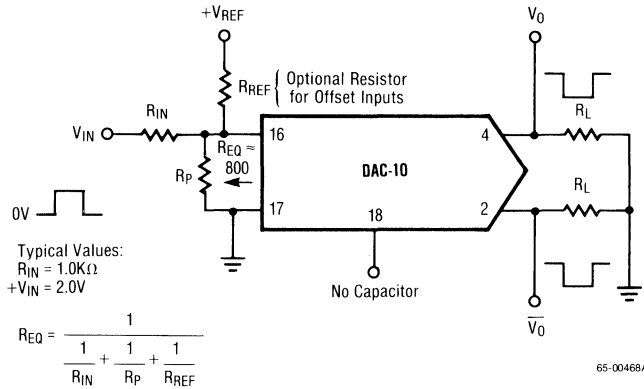 +VREF
VO
RREF { Optional Resistor
for Offset Inputs
RIN
RL
VIN
16
REQ ≈
800
4
RP
DAC-10
RL
0V
17
18
2
Typical Values:
RIN = 1.0KΩ
+VIN = 2.0V
No Capacitor
V̅O̅
REQ = 1
1/RIN + 1/RP + 1/RREF
65-00468A